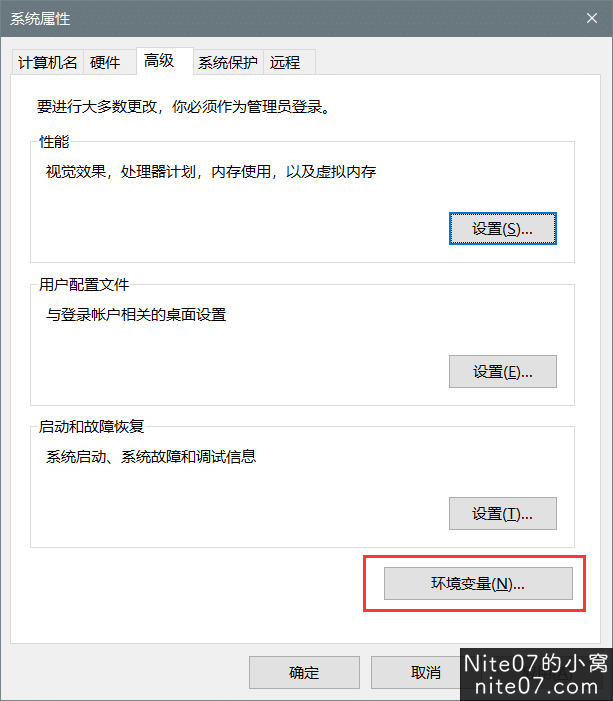 系统属性
计算机名 硬件 高级 系统保护 远程
要进行大多数更改，你必须作为管理员登录。
性能
视觉效果，处理器计划，内存使用，以及虚拟内存
设置(S)...
用户配置文件
与登录帐户相关的桌面设置
设置(E)...
启动和故障恢复
系统启动、系统故障和调试信息
设置(T)...
环境变量(N)...
确定 取消
Nite07的小窝
nite07.com